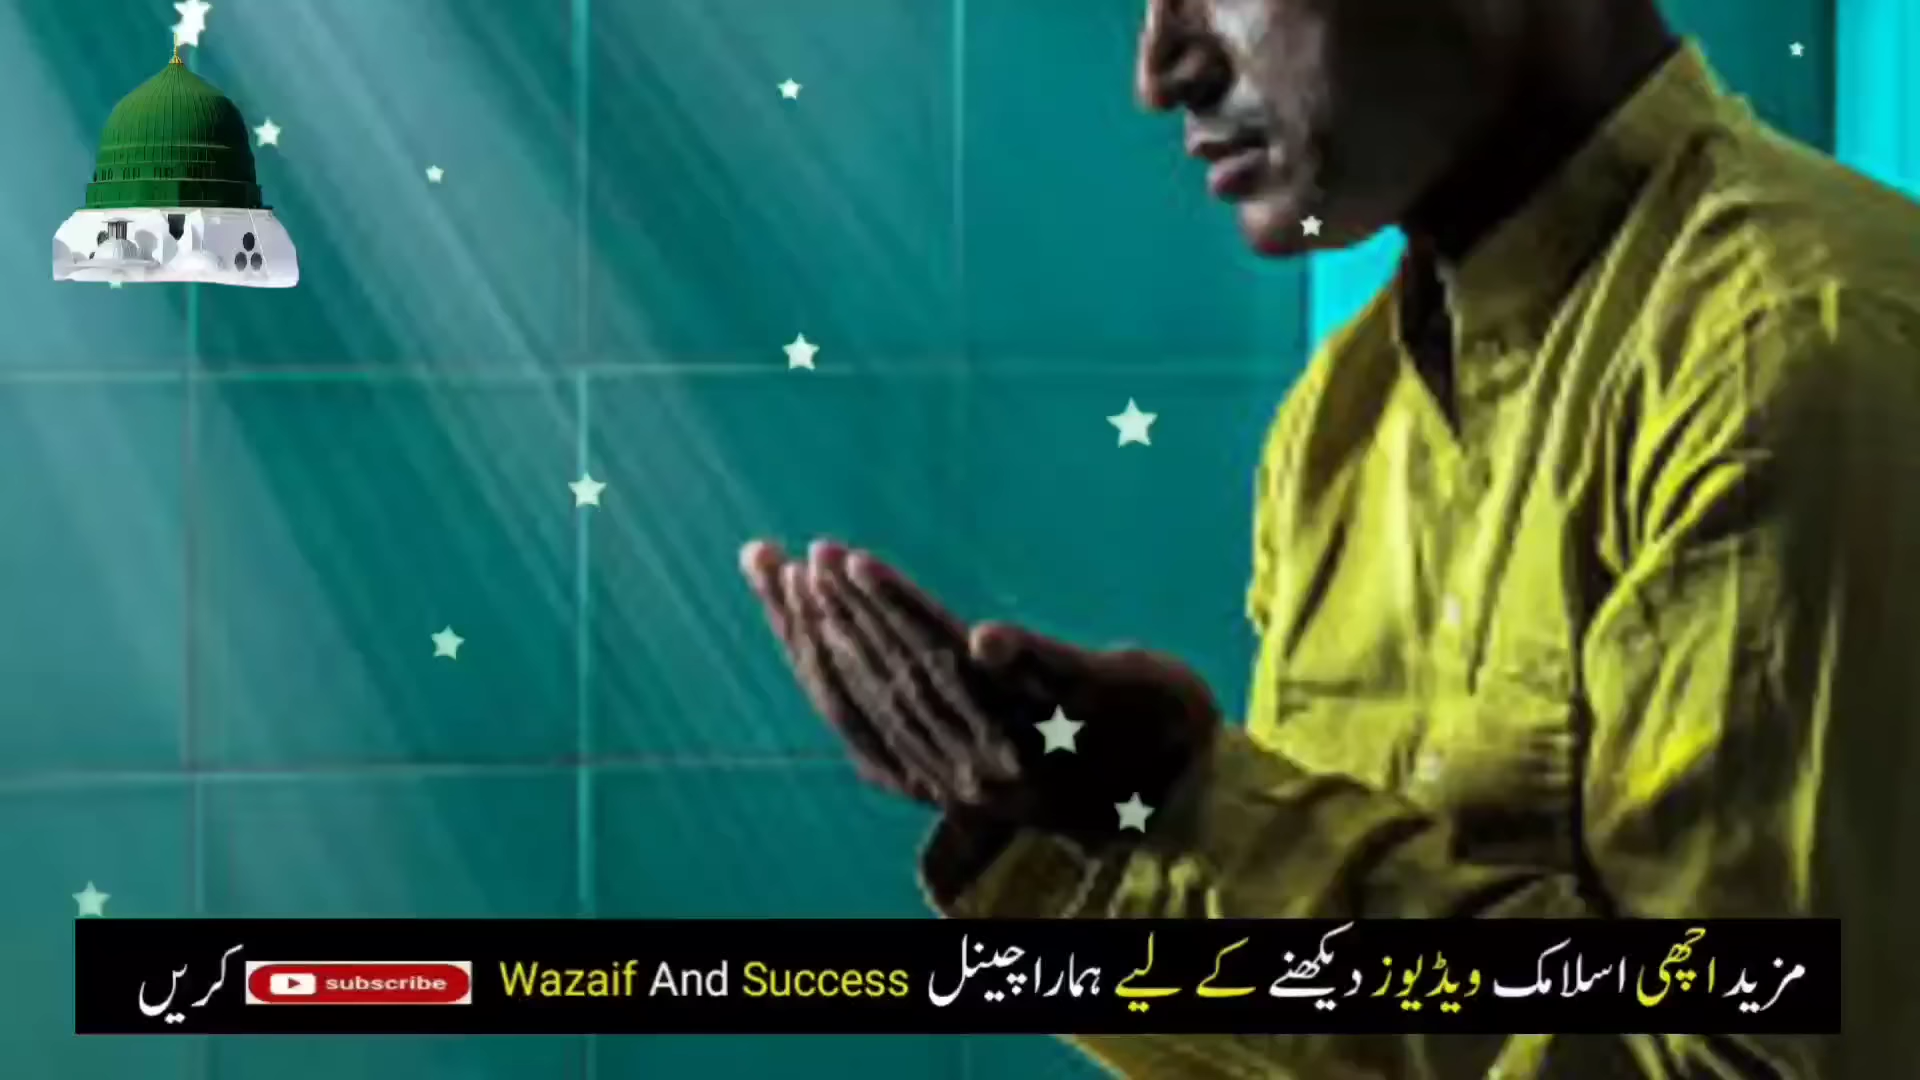 مزید اچھی اسلامک ویڈیوز دیکھنے کے لیے ہمارا چینل Wazaif And Success subscribe کریں